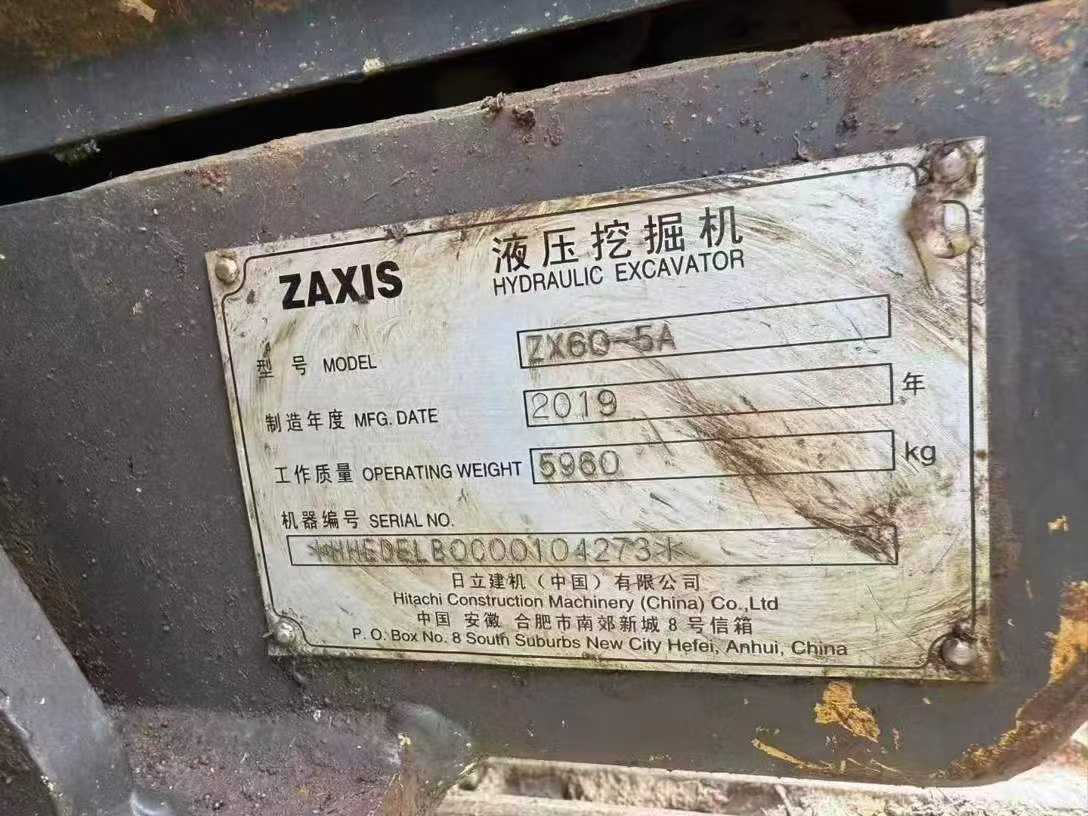 ZAXIS 液压挖掘机
HYDRAULIC EXCAVATOR
型号 MODEL ZX60-5A
制造年度 MFG. DATE 2019 年
工作质量 OPERATING WEIGHT 5960 kg
机器编号 SERIAL NO.
*HHEDELB0C00104273*
日立建机（中国）有限公司
Hitachi Construction Machinery (China) Co.,Ltd
中国 安徽 合肥市南郊新城8号信箱
P. O. Box No. 8 South Suburbs New City Hefei, Anhui, China